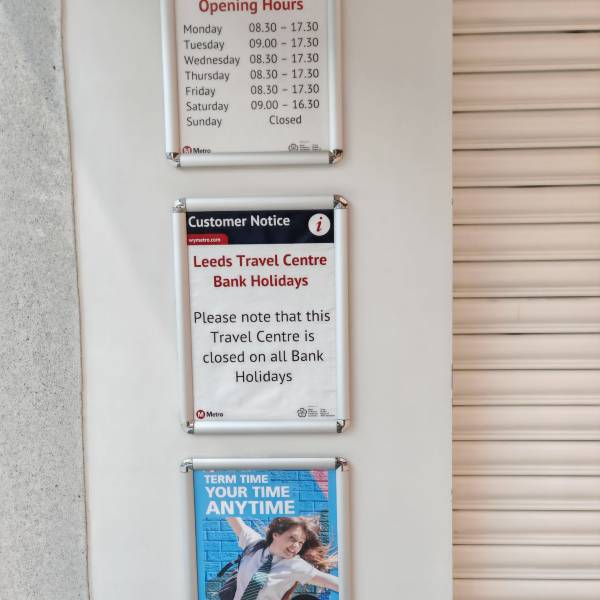 Opening Hours
Monday 08.30 – 17.30
Tuesday 09.00 – 17.30
Wednesday 08.30 – 17.30
Thursday 08.30 – 17.30
Friday 08.30 – 17.30
Saturday 09.00 – 16.30
Sunday Closed
M Metro
Customer Notice i
wymetro.com
Leeds Travel Centre
Bank Holidays
Please note that this
Travel Centre is
closed on all Bank
Holidays
M Metro
TERM TIME
YOUR TIME
ANYTIME